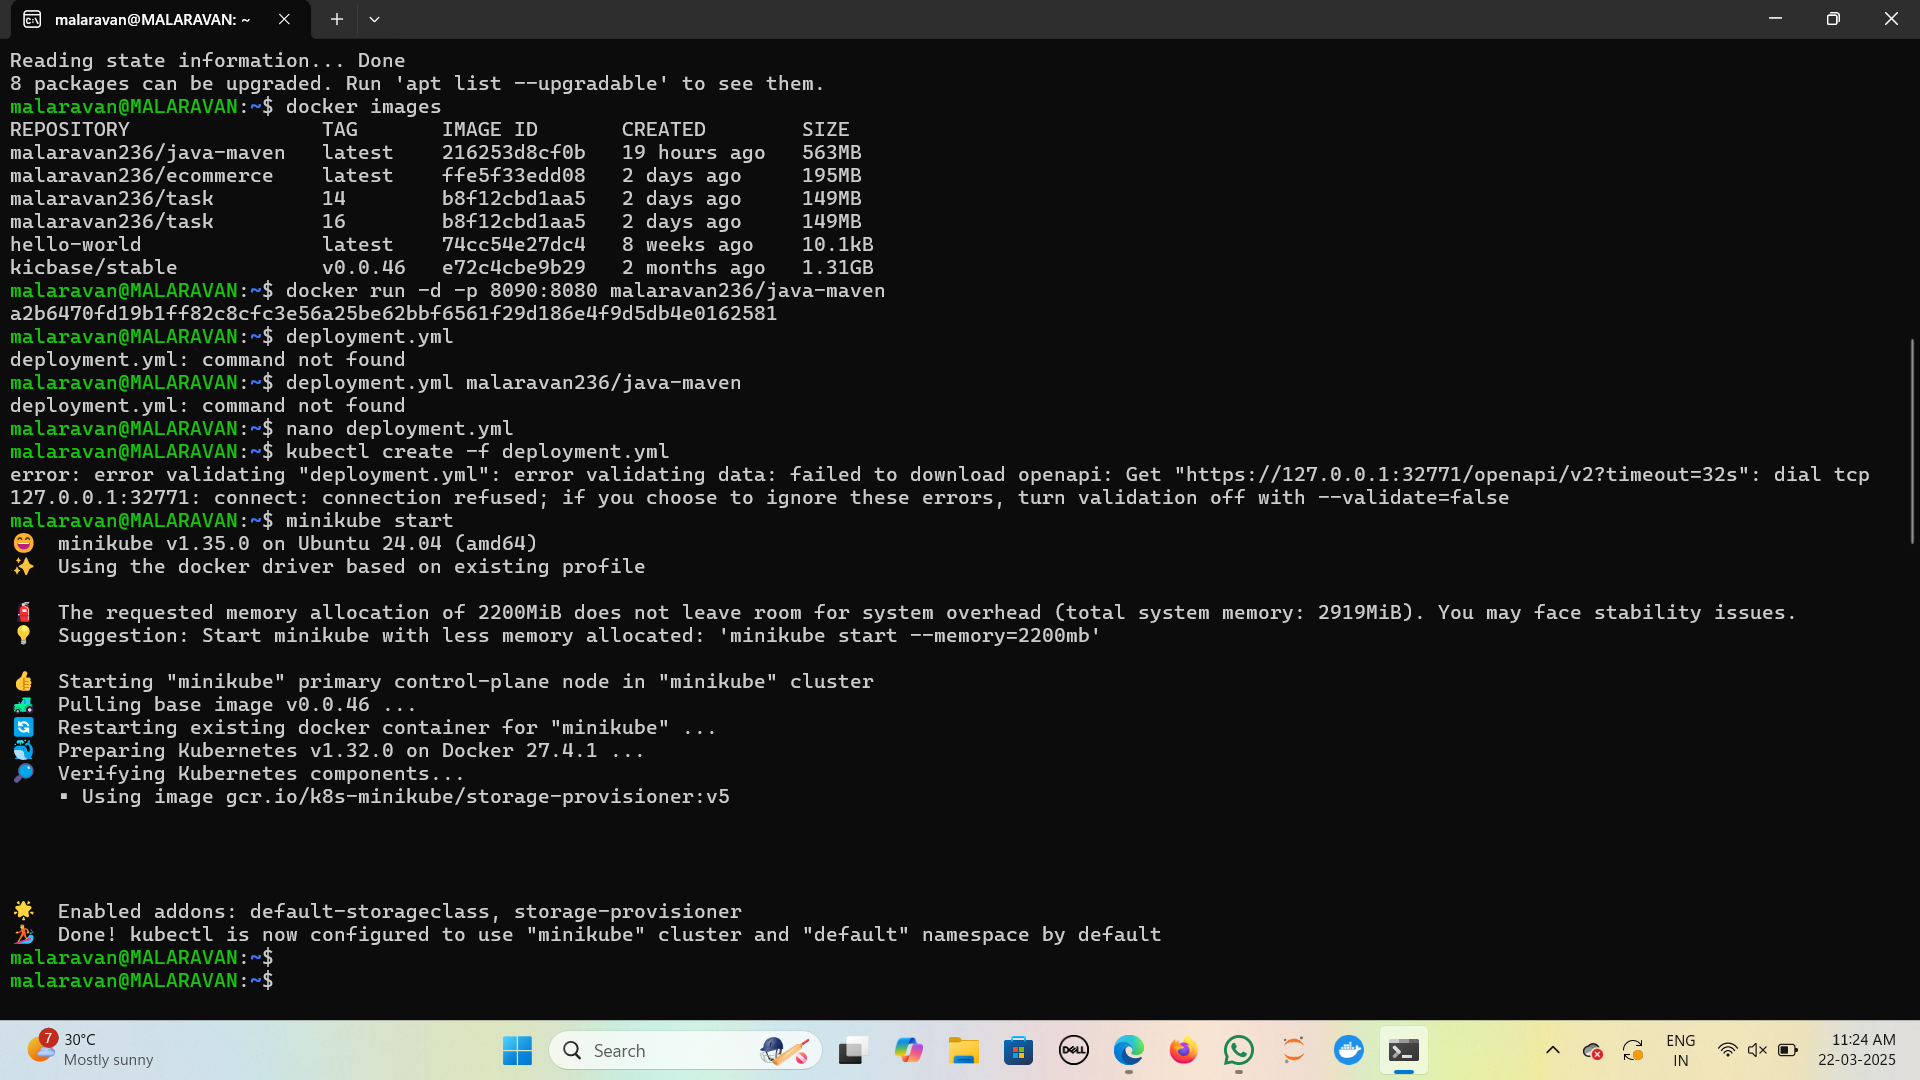 malaravan@MALARAVAN: ~
Reading state information... Done
8 packages can be upgraded. Run 'apt list --upgradable' to see them.
malaravan@MALARAVAN:~$ docker images
REPOSITORY                TAG       IMAGE ID       CREATED        SIZE
malaravan236/java-maven   latest    216253d8cf0b   19 hours ago   563MB
malaravan236/ecommerce    latest    ffe5f33edd08   2 days ago     195MB
malaravan236/task         14        b8f12cbd1aa5   2 days ago     149MB
malaravan236/task         16        b8f12cbd1aa5   2 days ago     149MB
hello-world               latest    74cc54e27dc4   8 weeks ago    10.1kB
kicbase/stable            v0.0.46   e72c4cbe9b29   2 months ago   1.31GB
malaravan@MALARAVAN:~$ docker run -d -p 8090:8080 malaravan236/java-maven
a2b6470fd19b1ff82c8cfc3e56a25be62bbf6561f29d186e4f9d5db4e0162581
malaravan@MALARAVAN:~$ deployment.yml
deployment.yml: command not found
malaravan@MALARAVAN:~$ deployment.yml malaravan236/java-maven
deployment.yml: command not found
malaravan@MALARAVAN:~$ nano deployment.yml
malaravan@MALARAVAN:~$ kubectl create -f deployment.yml
error: error validating "deployment.yml": error validating data: failed to download openapi: Get "https://127.0.0.1:32771/openapi/v2?timeout=32s": dial tcp
127.0.0.1:32771: connect: connection refused; if you choose to ignore these errors, turn validation off with --validate=false
malaravan@MALARAVAN:~$ minikube start
minikube v1.35.0 on Ubuntu 24.04 (amd64)
Using the docker driver based on existing profile
The requested memory allocation of 2200MiB does not leave room for system overhead (total system memory: 2919MiB). You may face stability issues.
Suggestion: Start minikube with less memory allocated: 'minikube start --memory=2200mb'
Starting "minikube" primary control-plane node in "minikube" cluster
Pulling base image v0.0.46 ...
Restarting existing docker container for "minikube" ...
Preparing Kubernetes v1.32.0 on Docker 27.4.1 ...
Verifying Kubernetes components...
▪ Using image gcr.io/k8s-minikube/storage-provisioner:v5
Enabled addons: default-storageclass, storage-provisioner
Done! kubectl is now configured to use "minikube" cluster and "default" namespace by default
malaravan@MALARAVAN:~$
malaravan@MALARAVAN:~$
7
30°C
Mostly sunny
Search
DELL
ENG
IN
11:24 AM
22-03-2025